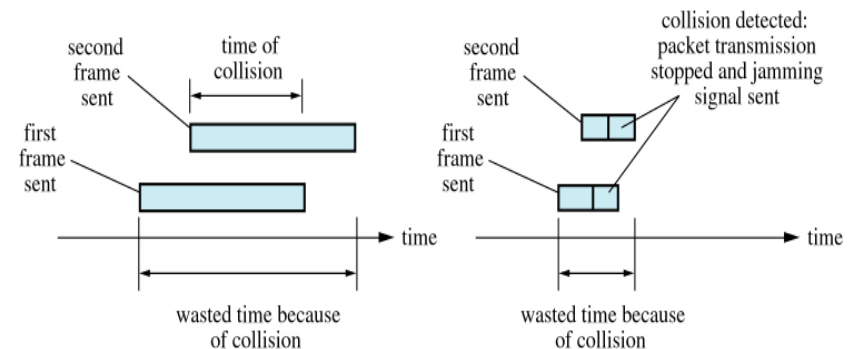 second
frame
sent
time of
collision
first
frame
sent
time
wasted time because
of collision
second
frame
sent
collision detected:
packet transmission
stopped and jamming
signal sent
first
frame
sent
time
wasted time because
of collision